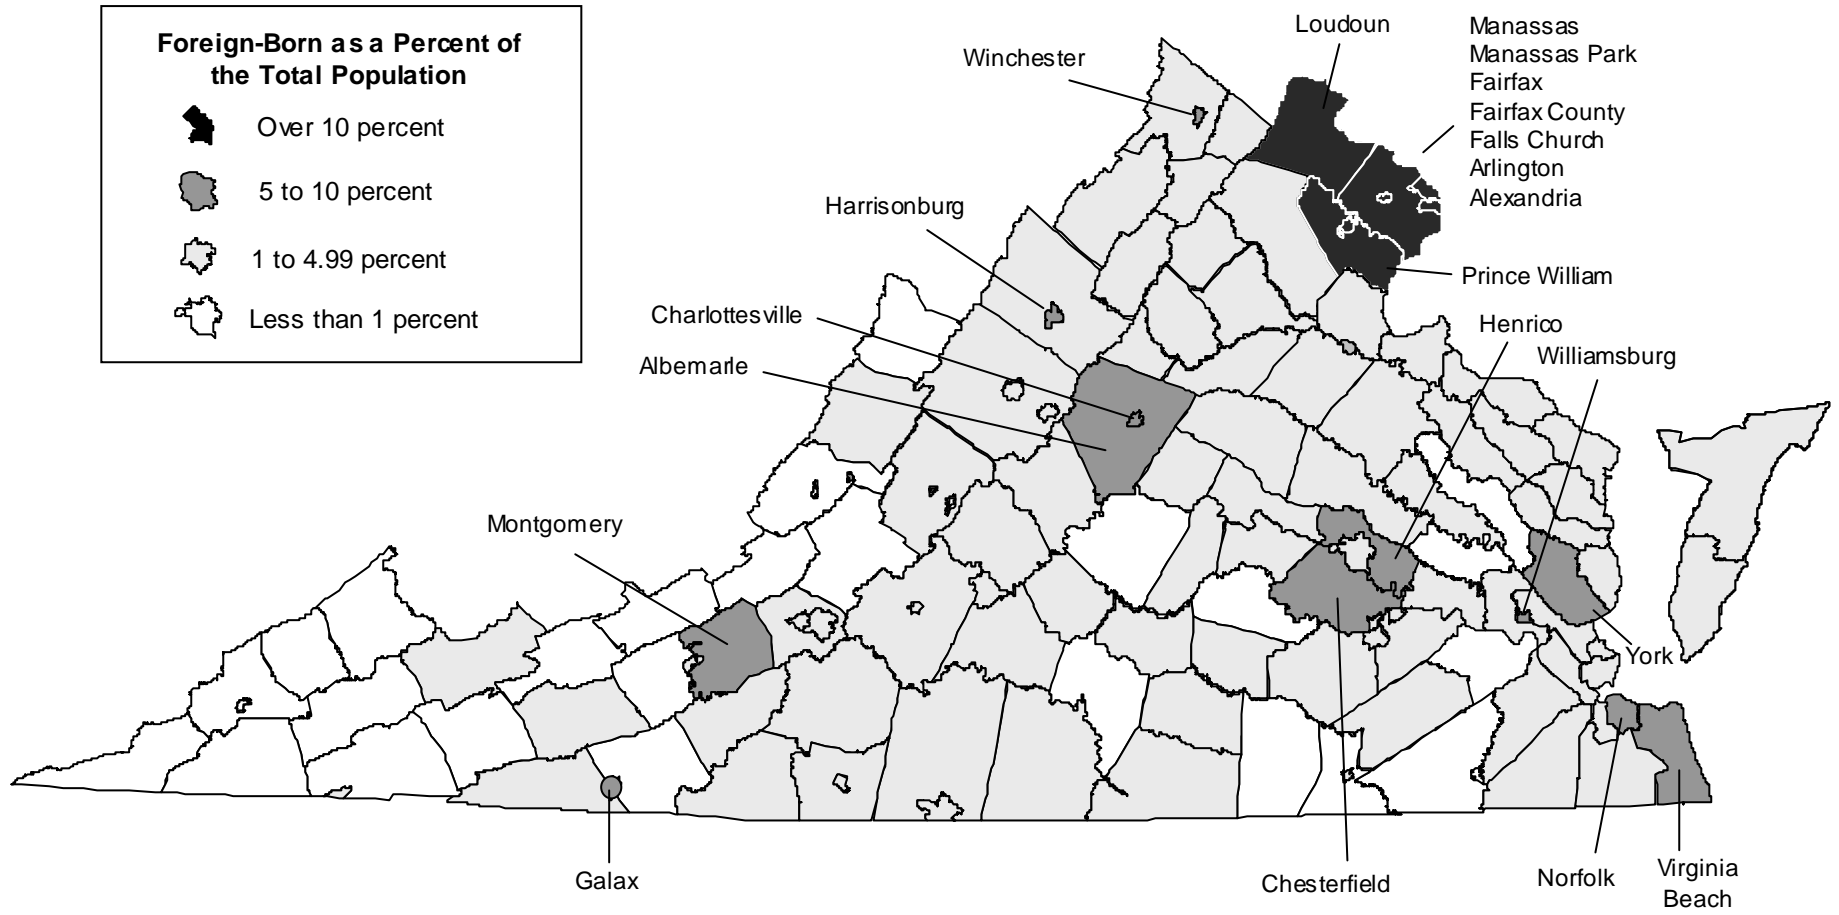 Foreign-Born as a Percent of
the Total Population
Over 10 percent
5 to 10 percent
1 to 4.99 percent
Less than 1 percent
Loudoun
Manassas
Manassas Park
Fairfax
Fairfax County
Falls Church
Arlington
Alexandria
Winchester
Harrisonburg
Prince William
Charlottesville
Henrico
Albemarle
Williamsburg
Montgomery
York
Galax
Chesterfield
Norfolk
Virginia
Beach